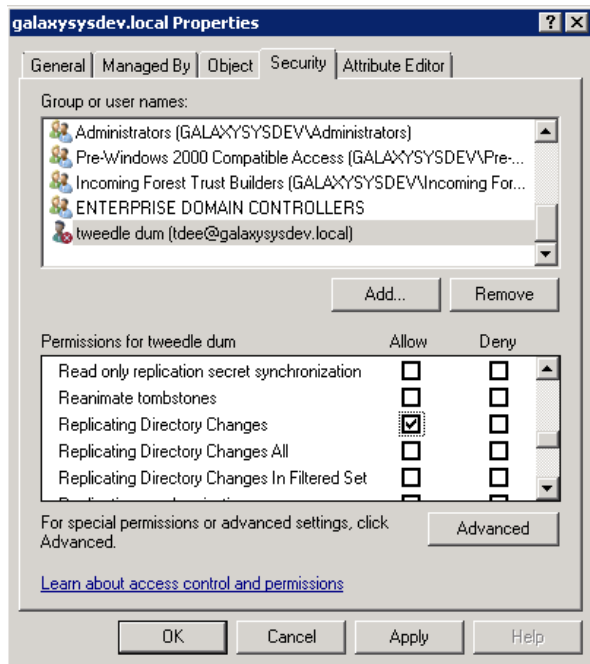 galaxysysdev.local Properties
General Managed By Object Security Attribute Editor
Group or user names:
Administrators (GALAXYSYSDEV\Administrators)
Pre-Windows 2000 Compatible Access (GALAXYSYSDEV\Pre-...
Incoming Forest Trust Builders (GALAXYSYSDEV\Incoming For...
ENTERPRISE DOMAIN CONTROLLERS
tweedle dum (tdee@galaxysysdev.local)
Add... Remove
Permissions for tweedle dum Allow Deny
Read only replication secret synchronization
Reanimate tombstones
Replicating Directory Changes
Replicating Directory Changes All
Replicating Directory Changes In Filtered Set
For special permissions or advanced settings, click
Advanced.
Advanced
Learn about access control and permissions
OK Cancel Apply Help